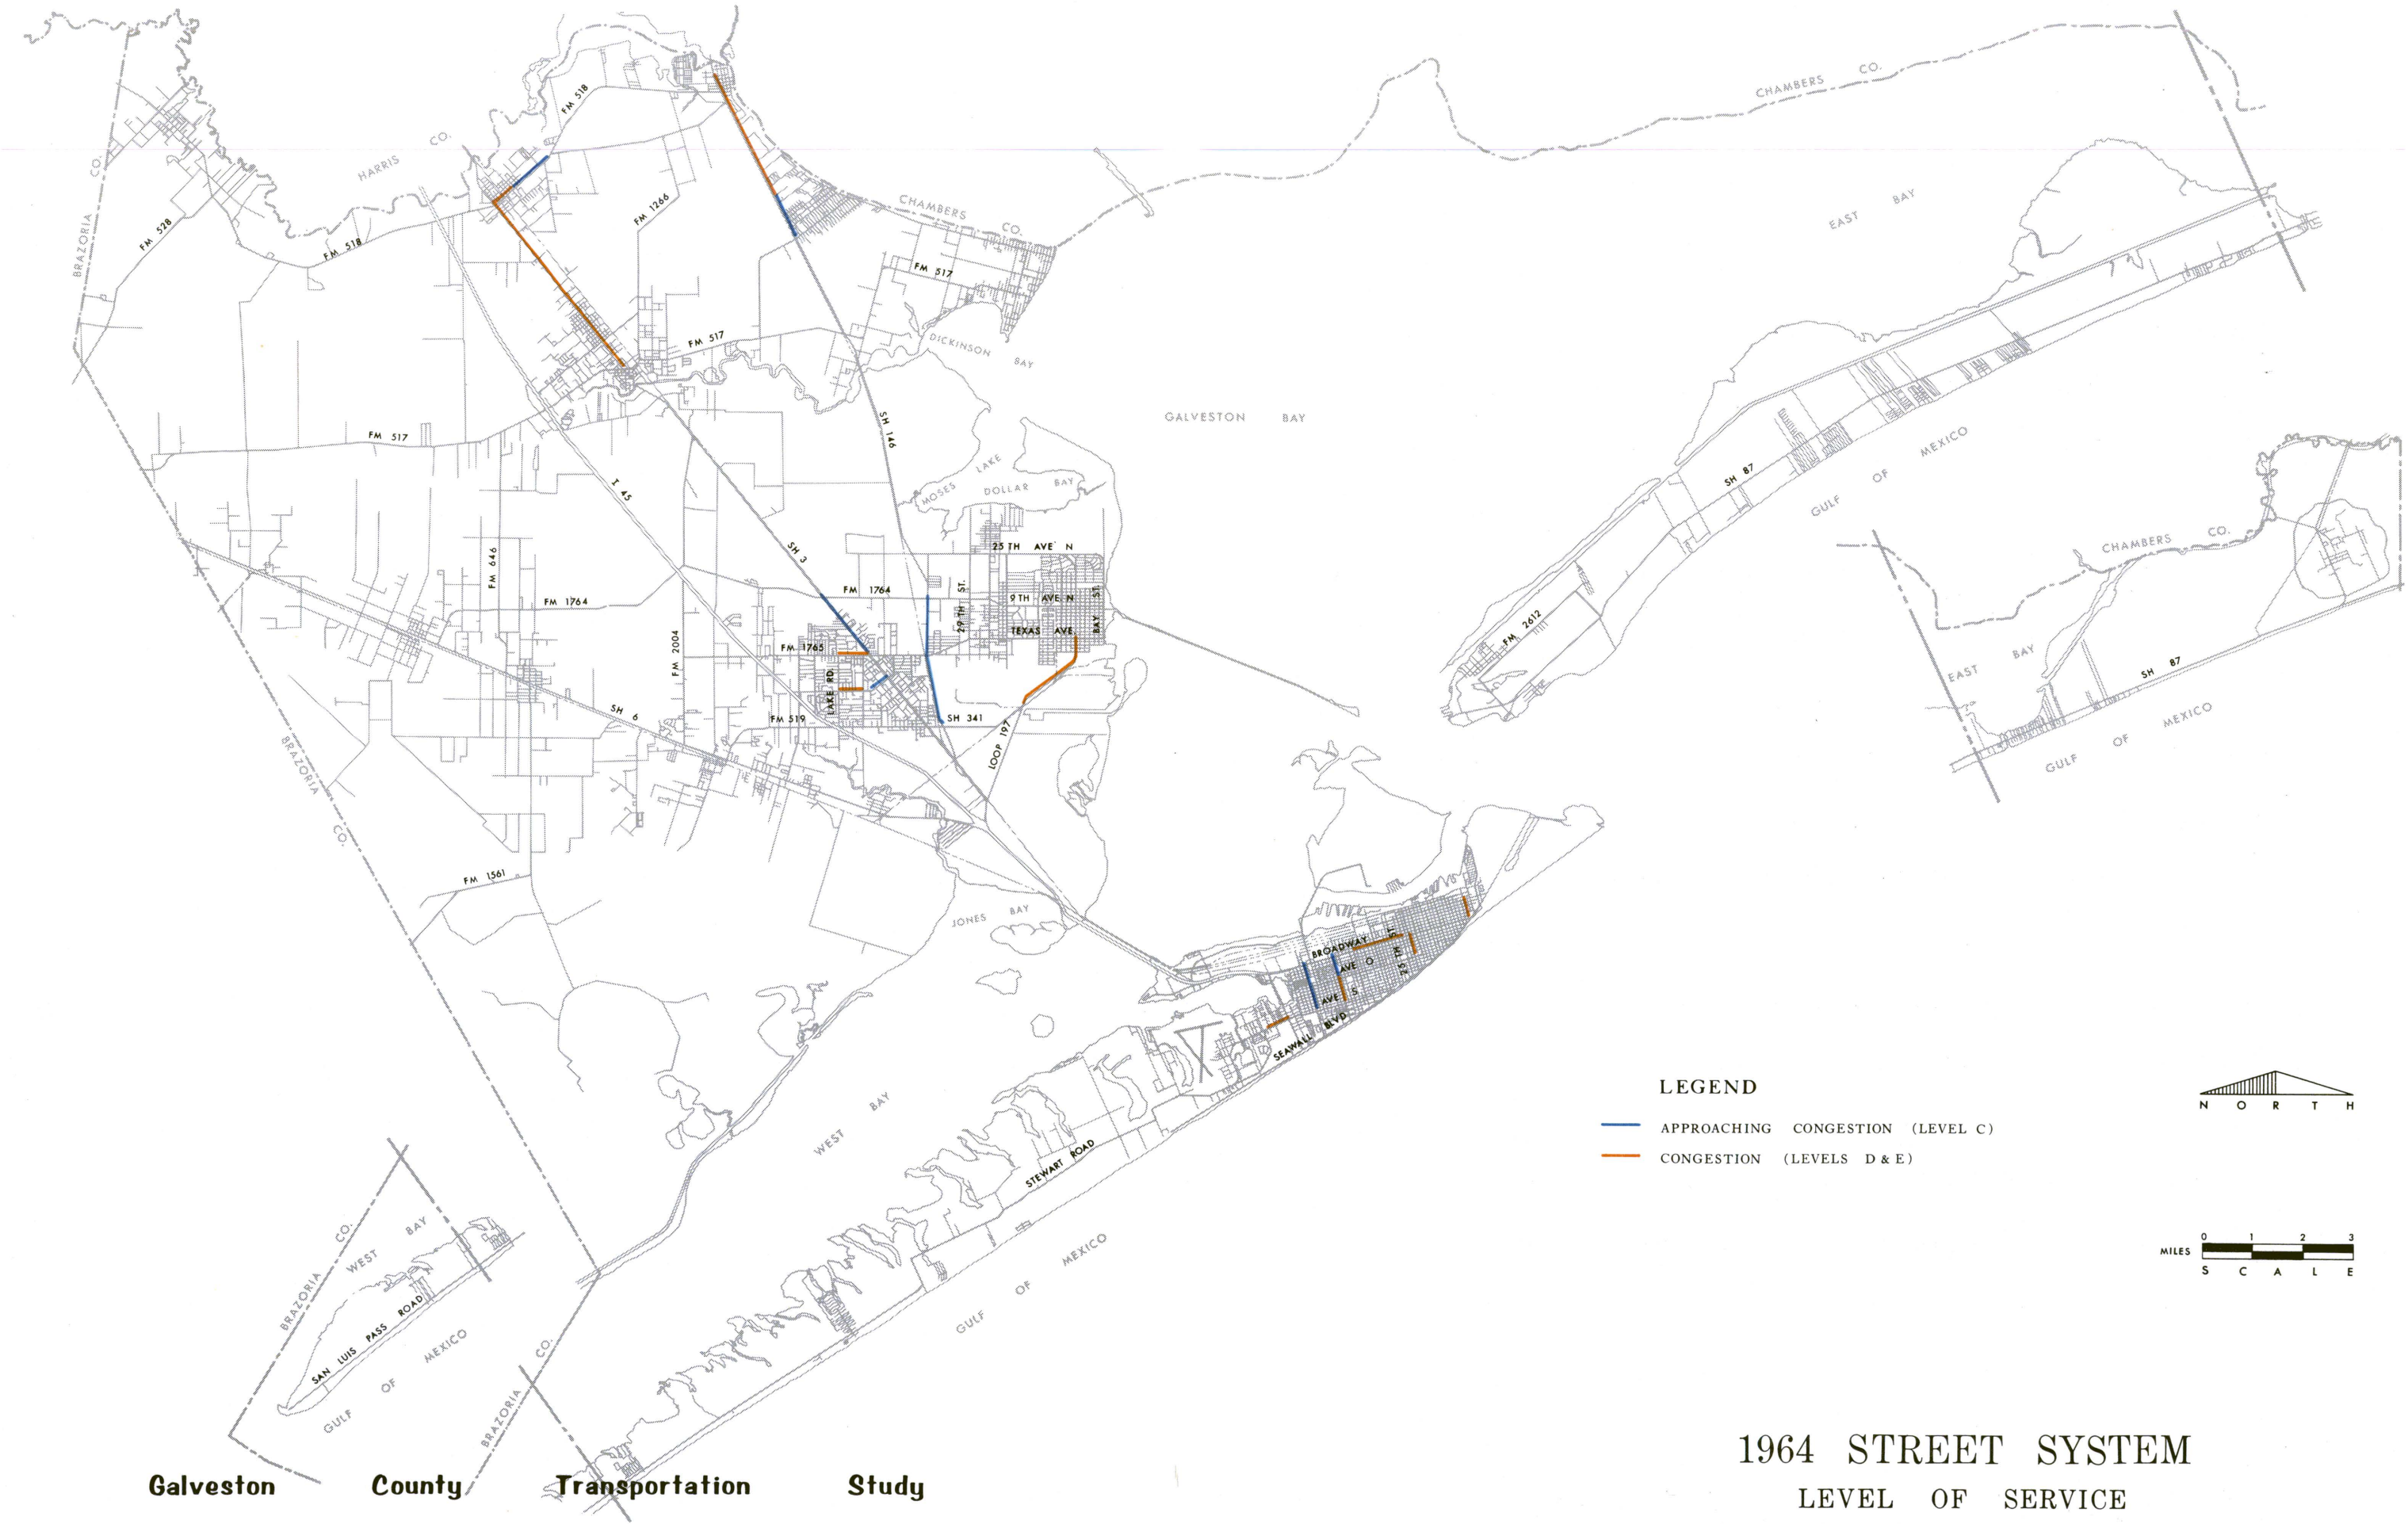 CHAMBERS CO.
FM 518
HARRIS CO.
BRAZORIA CO.
FM 528
FM 518
FM 1266
CHAMBERS CO.
EAST BAY
FM 517
FM 517
DICKINSON BAY
GALVESTON BAY
SH 146
FM 517
MOSES LAKE
DOLLAR BAY
I 45
SH 87
GULF OF MEXICO
CHAMBERS CO.
25 TH AVE N
SH 3
FM 646
FM 1764
FM 1764
29 TH ST.
9 TH AVE. N
BAY ST.
TEXAS AVE.
FM 2612
FM 1765
FM 2004
LAKE RD.
EAST BAY
SH 87
GULF OF MEXICO
SH 6
FM 519
SH 341
LOOP 197
BRAZORIA CO.
FM 1561
JONES BAY
BROADWAY
25 TH ST.
AVE O
AVE S
SEAWALL BLVD.
WEST BAY
STEWART ROAD
GULF OF MEXICO
LEGEND
APPROACHING CONGESTION (LEVEL C)
CONGESTION (LEVELS D & E)
NORTH
0 1 2 3
MILES
SCALE
BRAZORIA CO.
WEST BAY
SAN LUIS PASS ROAD
GULF OF MEXICO
BRAZORIA CO.
Galveston County Transportation Study
1964 STREET SYSTEM
LEVEL OF SERVICE